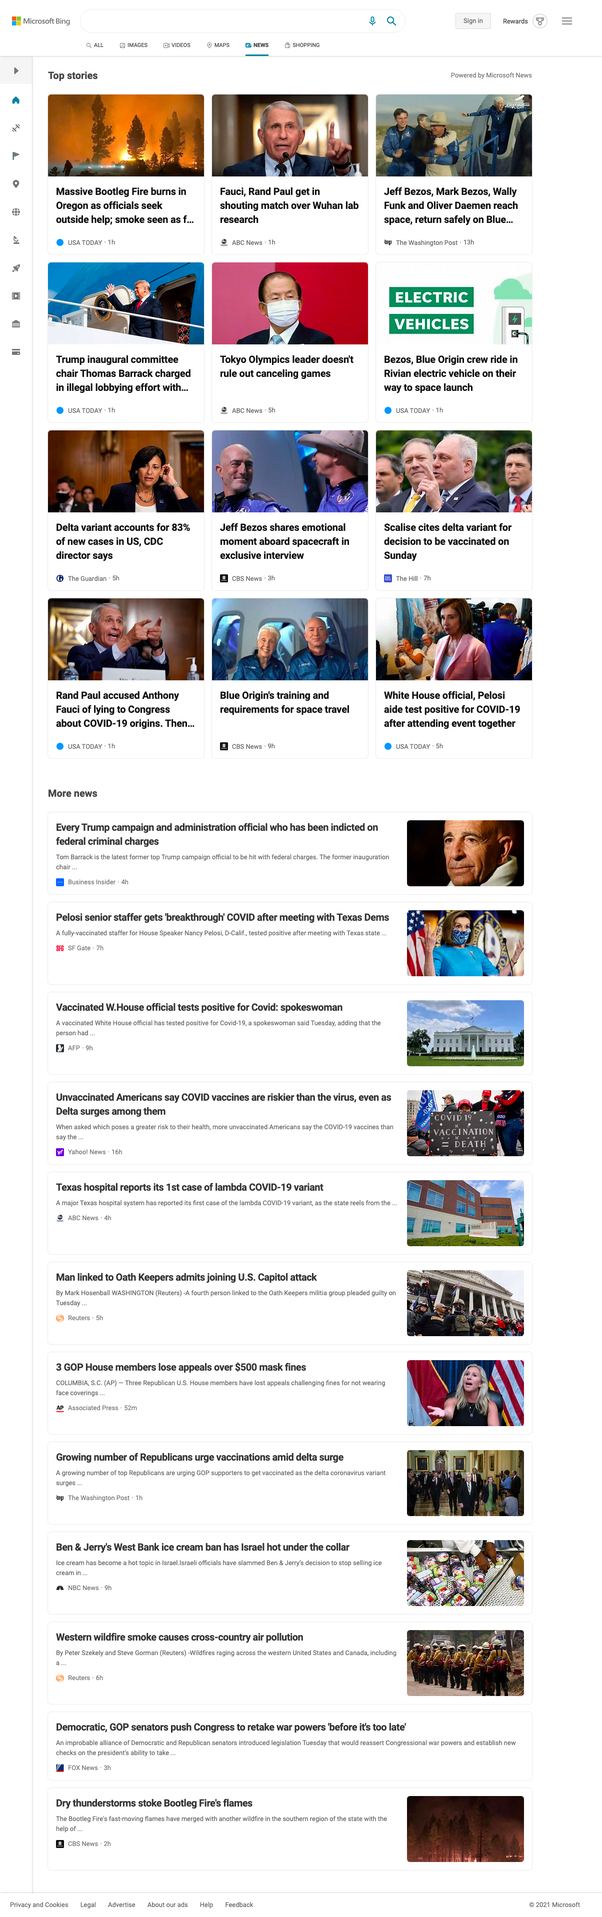 Microsoft Bing
Sign in
Rewards
ALL
IMAGES
VIDEOS
MAPS
NEWS
SHOPPING
Top stories
Powered by Microsoft News
Massive Bootleg Fire burns in
Oregon as officials seek
outside help; smoke seen as f...
USA TODAY · 1h
Fauci, Rand Paul get in
shouting match over Wuhan lab
research
ABC News · 1h
Jeff Bezos, Mark Bezos, Wally
Funk and Oliver Daemen reach
space, return safely on Blue...
The Washington Post · 13h
Trump inaugural committee
chair Thomas Barrack charged
in illegal lobbying effort with...
USA TODAY · 1h
Tokyo Olympics leader doesn't
rule out canceling games
ABC News · 5h
ELECTRIC
VEHICLES
Bezos, Blue Origin crew ride in
Rivian electric vehicle on their
way to space launch
USA TODAY · 1h
Delta variant accounts for 83%
of new cases in US, CDC
director says
The Guardian · 5h
Jeff Bezos shares emotional
moment aboard spacecraft in
exclusive interview
CBS News · 3h
Scalise cites delta variant for
decision to be vaccinated on
Sunday
The Hill · 7h
Rand Paul accused Anthony
Fauci of lying to Congress
about COVID-19 origins. Then...
USA TODAY · 1h
Blue Origin's training and
requirements for space travel
CBS News · 9h
White House official, Pelosi
aide test positive for COVID-19
after attending event together
USA TODAY · 5h
More news
Every Trump campaign and administration official who has been indicted on
federal criminal charges
Tom Barrack is the latest former top Trump campaign official to be hit with federal charges. The former inauguration
chair ...
Business Insider · 4h
Pelosi senior staffer gets 'breakthrough' COVID after meeting with Texas Dems
A fully-vaccinated staffer for House Speaker Nancy Pelosi, D-Calif., tested positive after meeting with Texas state ...
SF Gate · 7h
Vaccinated W.House official tests positive for Covid: spokeswoman
A vaccinated White House official has tested positive for Covid-19, a spokeswoman said Tuesday, adding that the
person had ...
AFP · 9h
Unvaccinated Americans say COVID vaccines are riskier than the virus, even as
Delta surges among them
When asked which poses a greater risk to their health, more unvaccinated Americans say the COVID-19 vaccines than
say the ...
Yahoo! News · 16h
COVID 19
VACCINATION
= DEATH
Texas hospital reports its 1st case of lambda COVID-19 variant
A major Texas hospital system has reported its first case of the lambda COVID-19 variant, as the state reels from the ...
ABC News · 4h
Man linked to Oath Keepers admits joining U.S. Capitol attack
By Mark Hosenball WASHINGTON (Reuters) -A fourth person linked to the Oath Keepers militia group pleaded guilty on
Tuesday ...
Reuters · 5h
3 GOP House members lose appeals over $500 mask fines
COLUMBIA, S.C. (AP) — Three Republican U.S. House members have lost appeals challenging fines for not wearing
face coverings ...
AP Associated Press · 52m
Growing number of Republicans urge vaccinations amid delta surge
A growing number of top Republicans are urging GOP supporters to get vaccinated as the delta coronavirus variant
surges ...
The Washington Post · 1h
Ben & Jerry's West Bank ice cream ban has Israel hot under the collar
Ice cream has become a hot topic in Israel.Israeli officials have slammed Ben & Jerry's decision to stop selling ice
cream in ...
NBC News · 9h
Western wildfire smoke causes cross-country air pollution
By Peter Szekely and Steve Gorman (Reuters) -Wildfires raging across the western United States and Canada, including
a ...
Reuters · 6h
Democratic, GOP senators push Congress to retake war powers 'before it's too late'
An improbable alliance of Democratic and Republican senators introduced legislation Tuesday that would reassert Congressional war powers and establish new
checks on the president's ability to take ...
FOX News · 3h
Dry thunderstorms stoke Bootleg Fire's flames
The Bootleg Fire's fast-moving flames have merged with another wildfire in the southern region of the state with the
help of ...
CBS News · 2h
Privacy and Cookies
Legal
Advertise
About our ads
Help
Feedback
© 2021 Microsoft